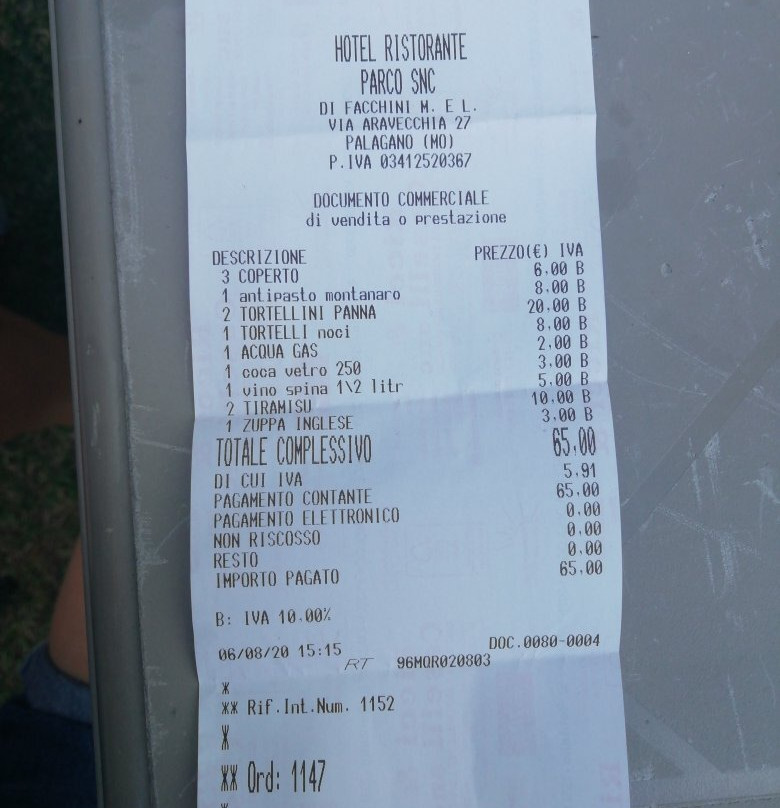 HOTEL RISTORANTE
PARCO SNC
DI FACCHINI M. E L.
VIA ARAVECCHIA 27
PALAGANO (MO)
P.IVA 03412520367
DOCUMENTO COMMERCIALE
di vendita o prestazione
DESCRIZIONE PREZZO(€) IVA
3 COPERTO 6,00 B
1 antipasto montanaro 8,00 B
2 TORTELLINI PANNA 20,00 B
1 TORTELLI noci 8,00 B
1 ACQUA GAS 2,00 B
1 coca vetro 250 3,00 B
1 vino spina 1\2 litr 5,00 B
2 TIRAMISU 10,00 B
1 ZUPPA INGLESE 3,00 B
TOTALE COMPLESSIVO 65,00
DI CUI IVA 5,91
PAGAMENTO CONTANTE 65,00
PAGAMENTO ELETTRONICO 0,00
NON RISCOSSO 0,00
RESTO 0,00
IMPORTO PAGATO 65,00
B: IVA 10,00%
06/08/20 15:15 DOC.0080-0004
RT 96MQR020803
*
** Rif.Int.Num. 1152
*
** Ord: 1147
*